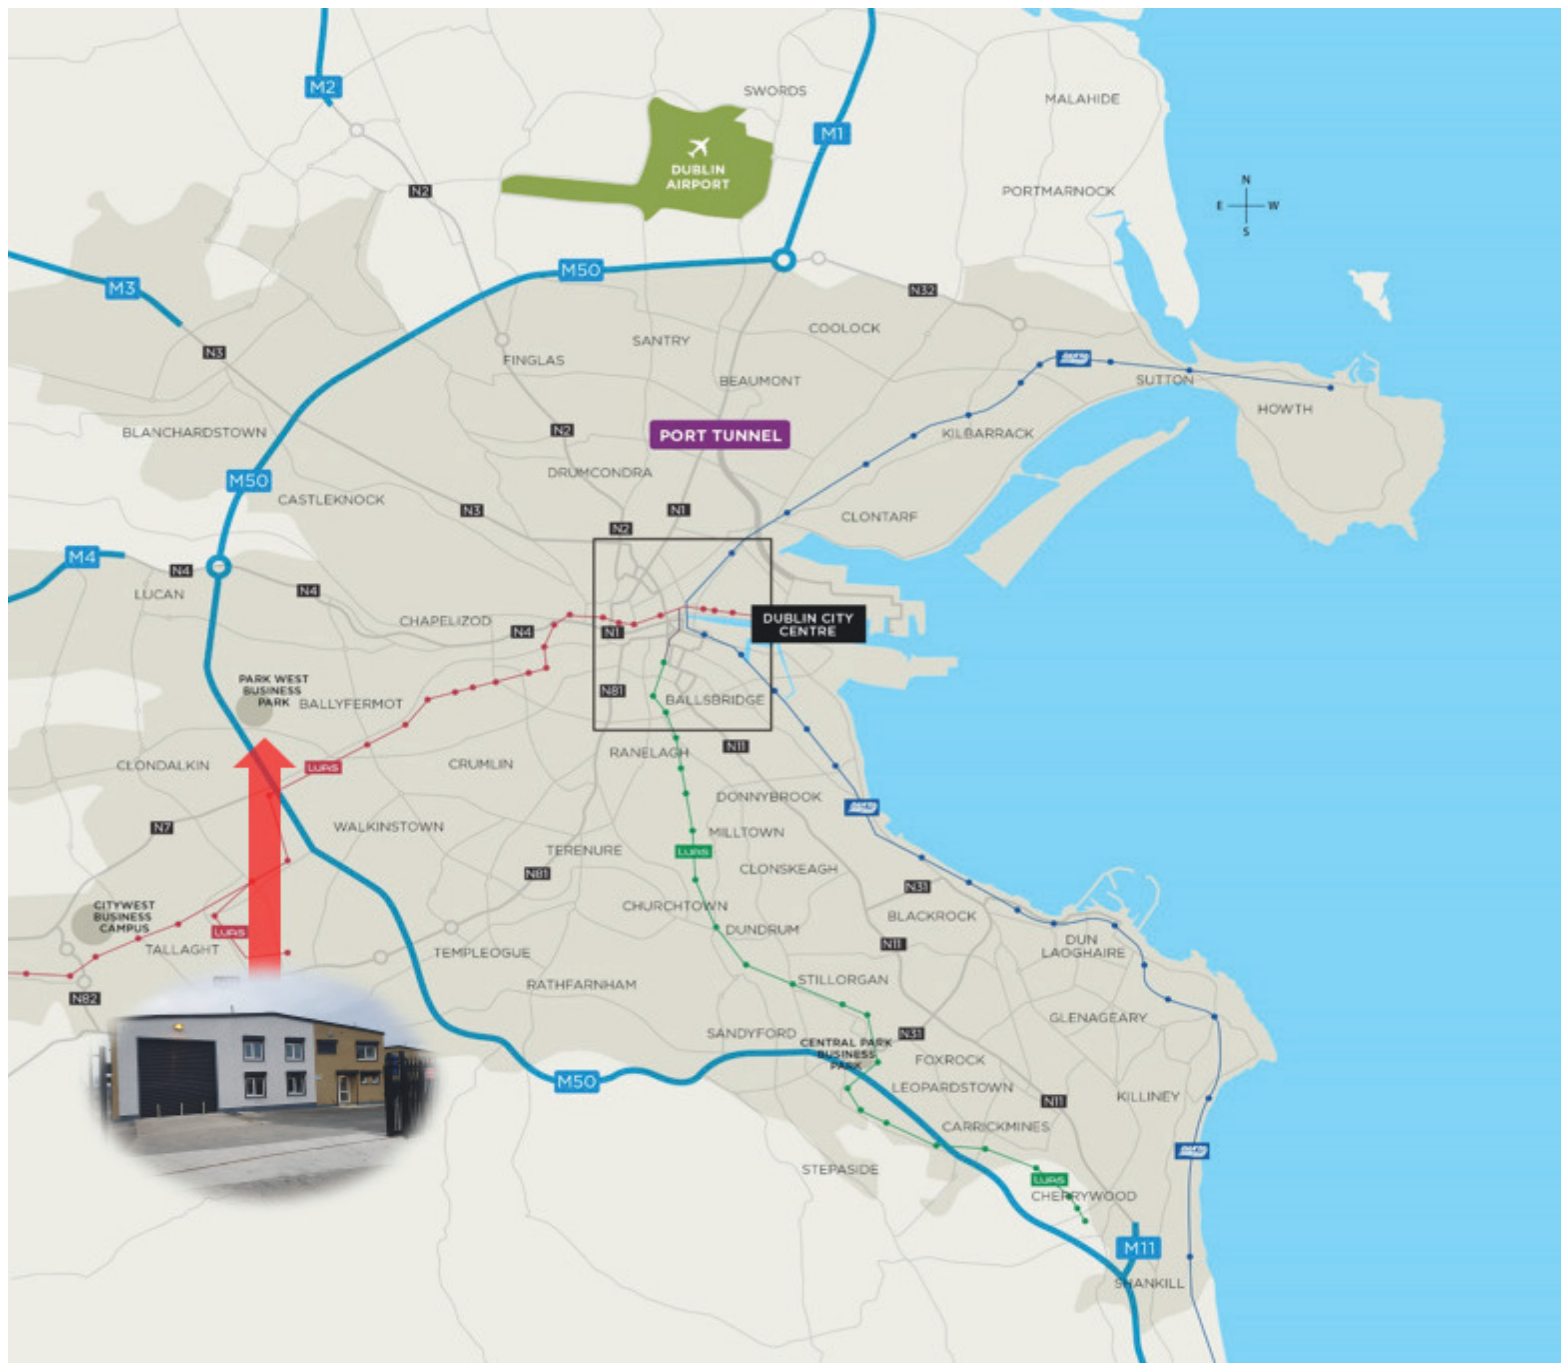 SWORDS
MALAHIDE
M2
M1
DUBLIN
AIRPORT
N2
PORTMARNOCK
N
E
W
S
M50
M3
N32
COOLOCK
SANTRY
N3
FINGLAS
BEAUMONT
DART
SUTTON
HOWTH
BLANCHARDSTOWN
N2
PORT TUNNEL
KILBARRACK
DRUMCONDRA
M50
CASTLEKNOCK
N3
N1
CLONTARF
N2
M4
N4
N4
LUCAN
CHAPELIZOD
N4
N1
DUBLIN CITY
CENTRE
PARK WEST
BUSINESS
PARK
BALLYFERMOT
N81
BALLSBRIDGE
RANELAGH
N11
CLONDALKIN
LUAS
CRUMLIN
DONNYBROOK
DART
N7
WALKINSTOWN
MILLTOWN
TERENURE
LUAS
CLONSKEAGH
N81
N31
CITYWEST
BUSINESS
CAMPUS
CHURCHTOWN
BLACKROCK
LUAS
DUNDRUM
TALLAGHT
TEMPLEOGUE
N11
DUN
LAOGHAIRE
RATHFARNHAM
STILLORGAN
N82
GLENAGEARY
SANDYFORD
N31
CENTRAL PARK
BUSINESS
PARK
FOXROCK
M50
LEOPARDSTOWN
N11
KILLINEY
CARRICKMINES
DART
STEPASIDE
LUAS
CHERRYWOOD
M11
SHANKILL